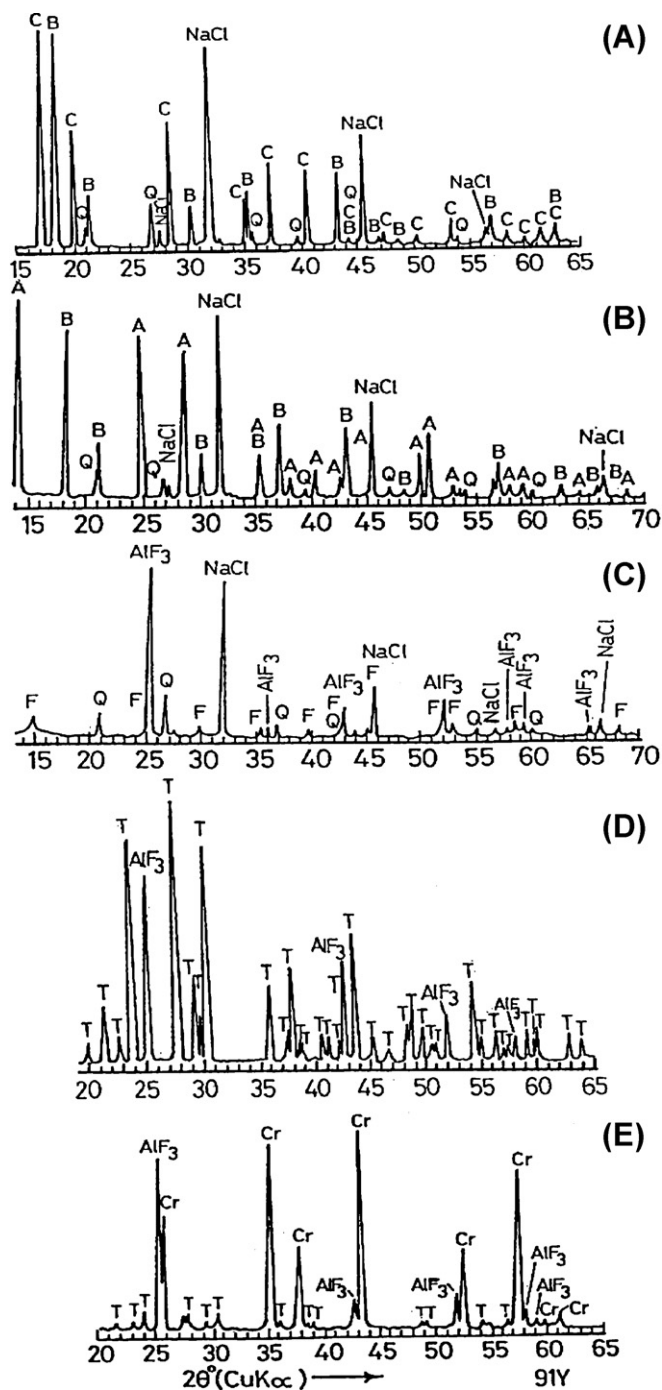 (A)
C B C Q B Q NaCl C B NaCl C B Q C Q C B Q C B NaCl B C B C C Q NaCl B C C C B C
15 20 25 30 35 40 45 50 55 60 65
(B)
A B Q B Q NaCl A B NaCl A B B A Q A A B A NaCl Q B A A A Q B A A Q B A B NaCl B A
15 20 25 30 35 40 45 50 55 60 65 70
(C)
F Q F AlF3 Q F NaCl F AlF3 Q F F Q AlF3 F NaCl F AlF3 F Q NaCl AlF3 F AlF3 Q AlF3 NaCl F
15 20 25 30 35 40 45 50 55 60 65 70
(D)
T T T T AlF3 T T T T T T T T T T T T AlF3 T T T T T T T T AlF3 T T T T T AlF3 T T T T T
20 25 30 35 40 45 50 55 60 65
(E)
T T T AlF3 Cr T T T Cr T Cr T T AlF3 Cr T T AlF3 Cr T T Cr AlF3 AlF3 Cr Cr
20 25 30 35 40 45 50 55 60 65
2θ°(CuK∝) 91Y